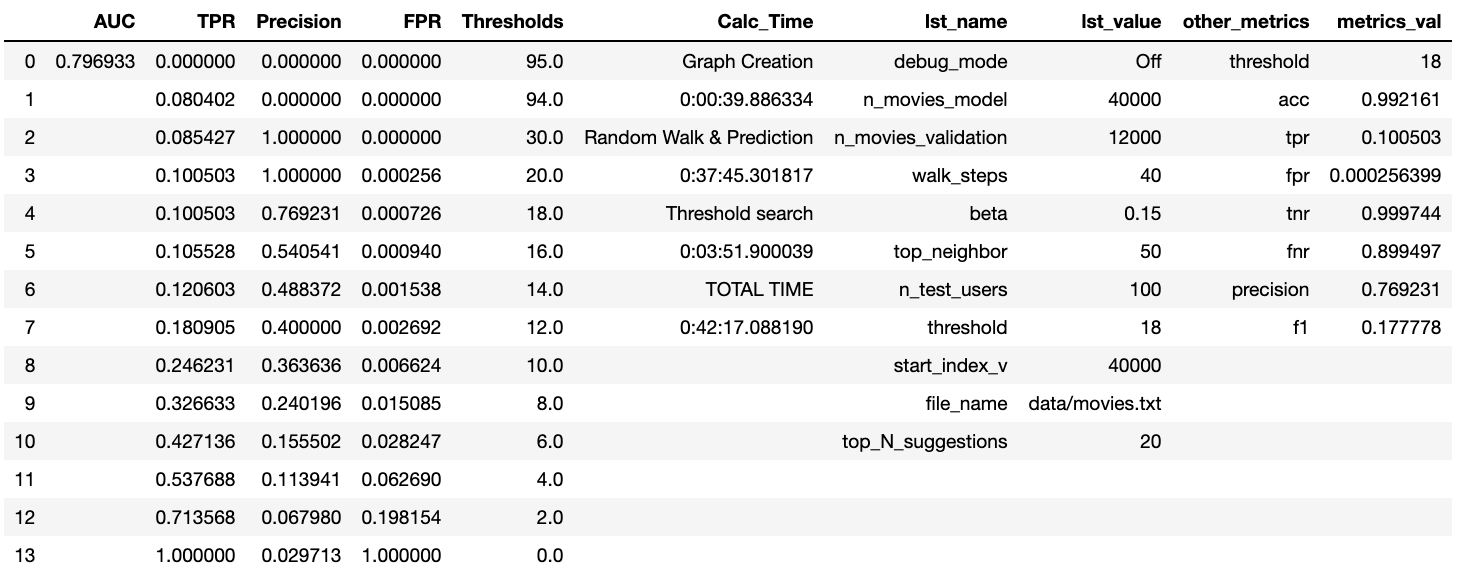 AUC TPR Precision FPR Thresholds Calc_Time lst_name lst_value other_metrics metrics_val
0 0.796933 0.000000 0.000000 0.000000 95.0 Graph Creation debug_mode Off threshold 18
1 0.080402 0.000000 0.000000 94.0 0:00:39.886334 n_movies_model 40000 acc 0.992161
2 0.085427 1.000000 0.000000 30.0 Random Walk & Prediction n_movies_validation 12000 tpr 0.100503
3 0.100503 1.000000 0.000256 20.0 0:37:45.301817 walk_steps 40 fpr 0.000256399
4 0.100503 0.769231 0.000726 18.0 Threshold search beta 0.15 tnr 0.999744
5 0.105528 0.540541 0.000940 16.0 0:03:51.900039 top_neighbor 50 fnr 0.899497
6 0.120603 0.488372 0.001538 14.0 TOTAL TIME n_test_users 100 precision 0.769231
7 0.180905 0.400000 0.002692 12.0 0:42:17.088190 threshold 18 f1 0.177778
8 0.246231 0.363636 0.006624 10.0 start_index_v 40000
9 0.326633 0.240196 0.015085 8.0 file_name data/movies.txt
10 0.427136 0.155502 0.028247 6.0 top_N_suggestions 20
11 0.537688 0.113941 0.062690 4.0
12 0.713568 0.067980 0.198154 2.0
13 1.000000 0.029713 1.000000 0.0